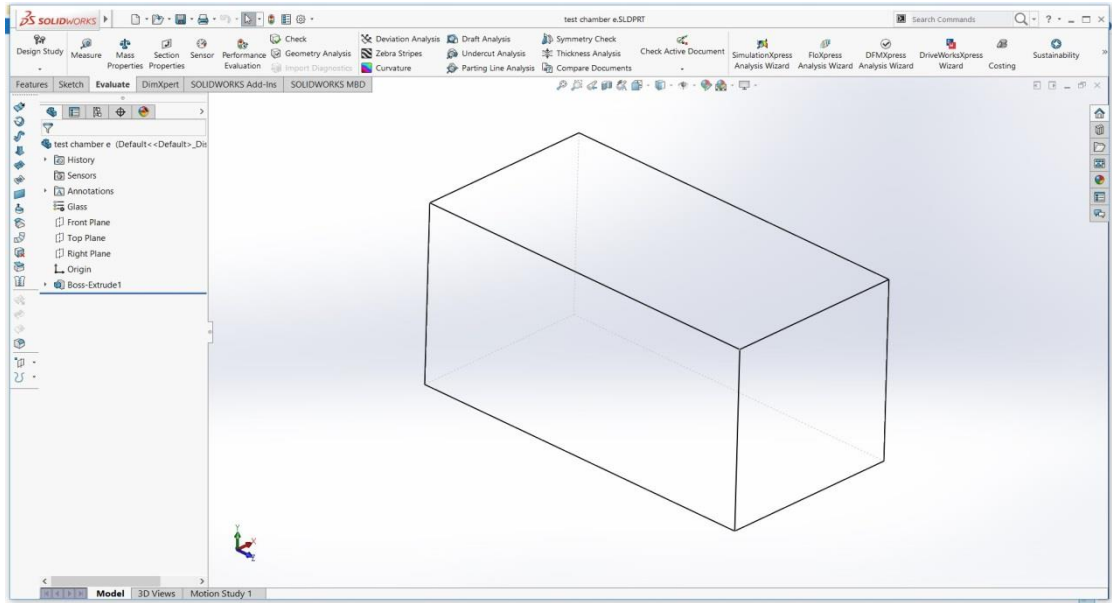 SOLIDWORKS
test chamber e.SLDPRT
Search Commands
Design Study
Measure
Mass Properties
Section Properties
Sensor
Performance Evaluation
Check
Geometry Analysis
Import Diagnostics
Deviation Analysis
Zebra Stripes
Curvature
Draft Analysis
Undercut Analysis
Parting Line Analysis
Symmetry Check
Thickness Analysis
Compare Documents
Check Active Document
SimulationXpress Analysis Wizard
FloXpress Analysis Wizard
DFMXpress Analysis Wizard
DriveWorksXpress Wizard
Costing
Sustainability
Features Sketch Evaluate DimXpert SOLIDWORKS Add-Ins SOLIDWORKS MBD
test chamber e (Default<<Default>_Dis
History
Sensors
Annotations
Glass
Front Plane
Top Plane
Right Plane
Origin
Boss-Extrude1
Y
X
Z
Model 3D Views Motion Study 1